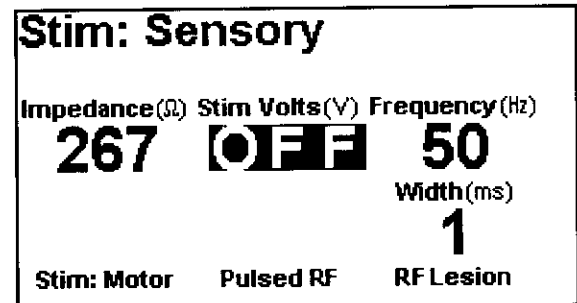 Stim: Sensory
Impedance(Ω) Stim Volts(V) Frequency(Hz)
267 OFF 50
Width(ms)
1
Stim: Motor Pulsed RF RF Lesion